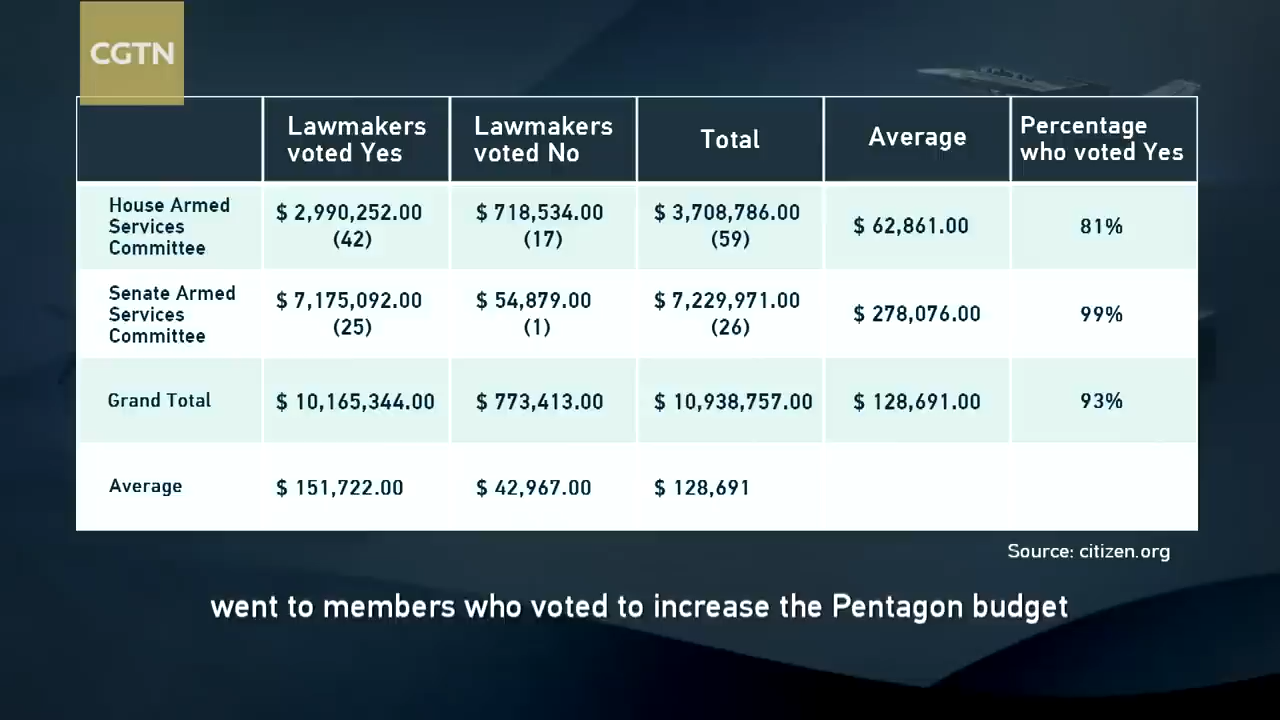 CGTN
Lawmakers
voted Yes
Lawmakers
voted No
Total
Average
Percentage
who voted Yes
House Armed
Services
Committee
$ 2,990,252.00
(42)
$ 718,534.00
(17)
$ 3,708,786.00
(59)
$ 62,861.00
81%
Senate Armed
Services
Committee
$ 7,175,092.00
(25)
$ 54,879.00
(1)
$ 7,229,971.00
(26)
$ 278,076.00
99%
Grand Total
$ 10,165,344.00
$ 773,413.00
$ 10,938,757.00
$ 128,691.00
93%
Average
$ 151,722.00
$ 42,967.00
$ 128,691
Source: citizen.org
went to members who voted to increase the Pentagon budget